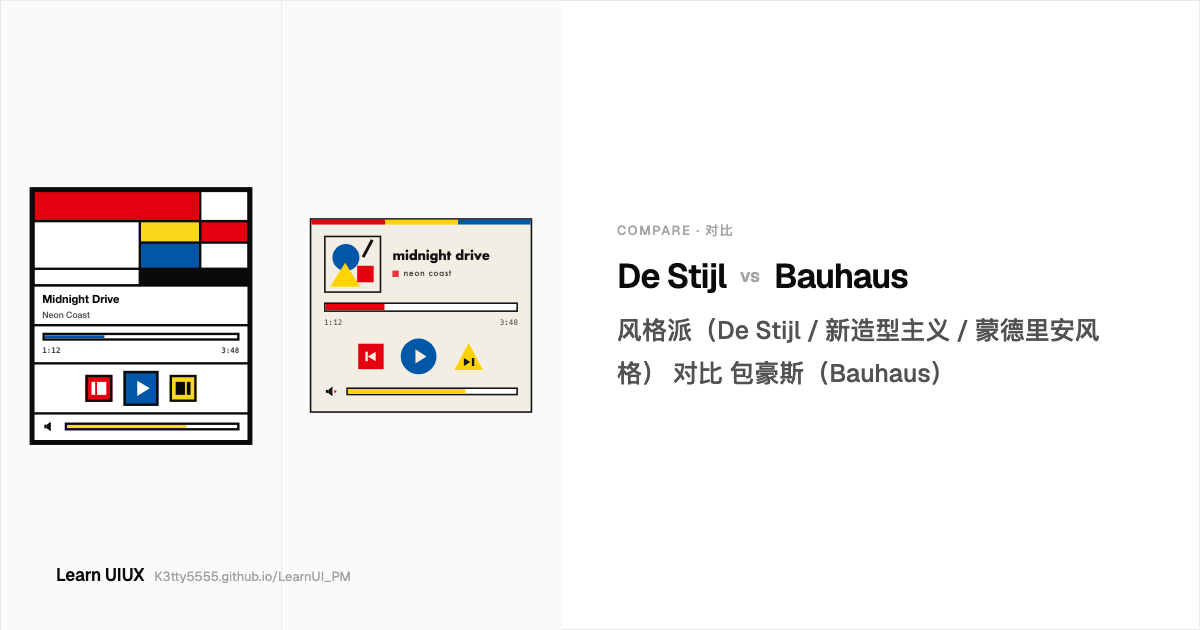 Midnight Drive
Neon Coast
1:12 3:48
midnight drive
neon coast
1:12 3:48
COMPARE · 对比
De Stijl vs Bauhaus
风格派（De Stijl / 新造型主义 / 蒙德里安风
格） 对比 包豪斯（Bauhaus）
Learn UIUX K3tty5555.github.io/LearnUI_PM